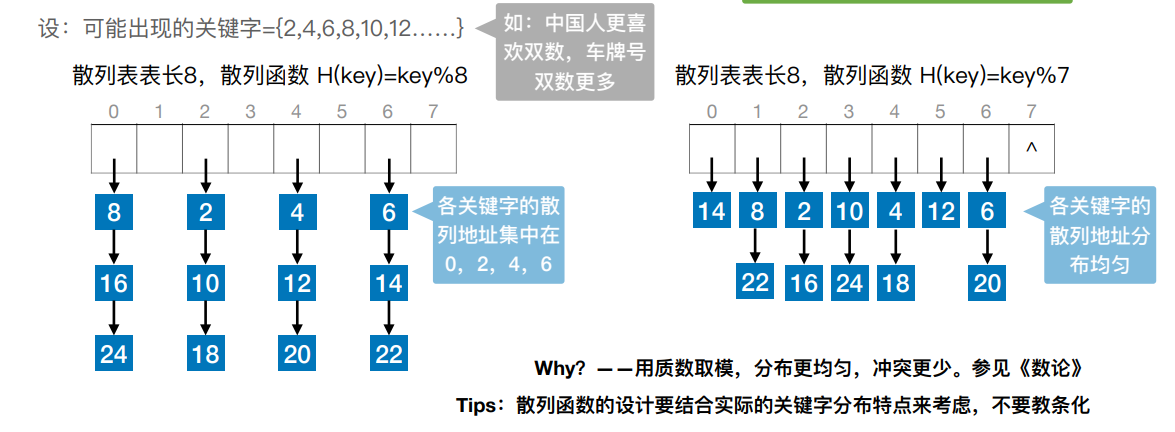 设：可能出现的关键字={2,4,6,8,10,12……}
如：中国人更喜
欢双数，车牌号
双数更多
散列表表长8，散列函数 H(key)=key%8
0 1 2 3 4 5 6 7
8 2 4 6
16 10 12 14
24 18 20 22
各关键字的散
列地址集中在
0，2，4，6
散列表表长8，散列函数 H(key)=key%7
0 1 2 3 4 5 6 7
^
14 8 2 10 4 12 6
22 16 24 18 20
各关键字的
散列地址分
布均匀
Why？——用质数取模，分布更均匀，冲突更少。参见《数论》
Tips：散列函数的设计要结合实际的关键字分布特点来考虑，不要教条化